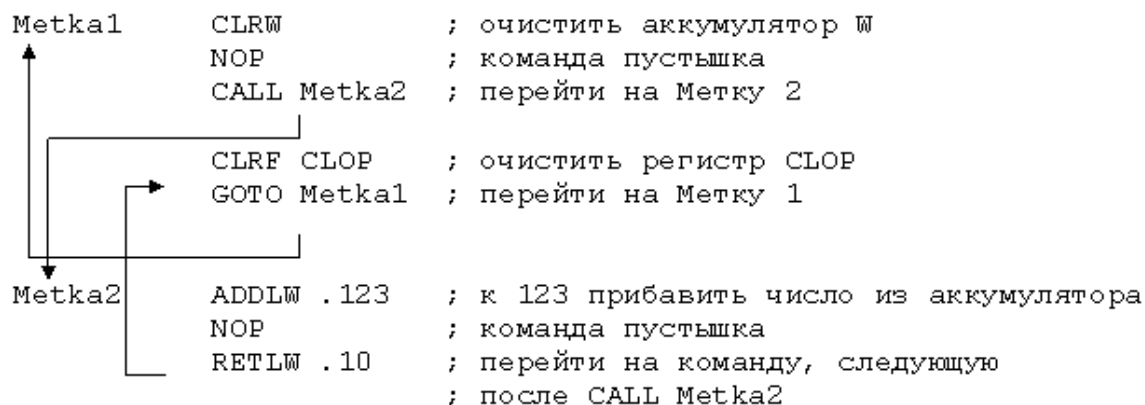 Metka1 CLRW ; очистить аккумулятор W
NOP ; команда пустышка
CALL Metka2 ; перейти на Метку 2
CLRF CLOP ; очистить регистр CLOP
GOTO Metka1 ; перейти на Метку 1
Metka2 ADDLW .123 ; к 123 прибавить число из аккумулятора
NOP ; команда пустышка
RETLW .10 ; перейти на команду, следующую
; после CALL Metka2